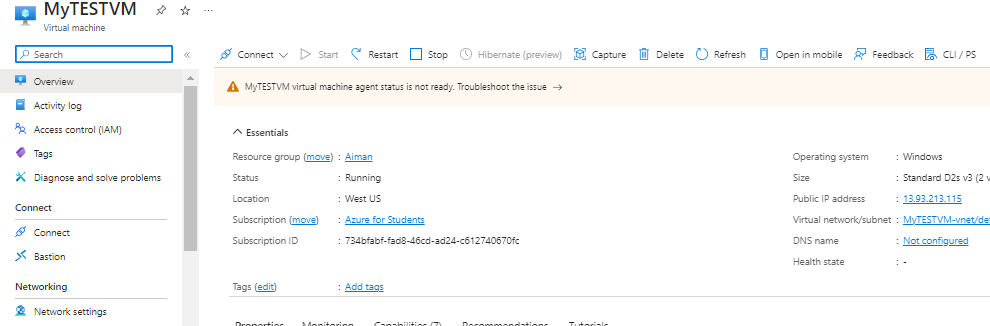 MyTESTVM
Virtual machine
Search
Overview
Activity log
Access control (IAM)
Tags
Diagnose and solve problems
Connect
Connect
Bastion
Networking
Network settings
Connect Start Restart Stop Hibernate (preview) Capture Delete Refresh Open in mobile Feedback CLI / PS
MyTESTVM virtual machine agent status is not ready. Troubleshoot the issue →
Essentials
Resource group (move) : Aiman
Status : Running
Location : West US
Subscription (move) : Azure for Students
Subscription ID : 734bfabf-fad8-46cd-ad24-c612740670fc
Operating system : Windows
Size : Standard D2s v3 (2 v
Public IP address : 13.93.213.115
Virtual network/subnet : MyTESTVM-vnet/de
DNS name : Not configured
Health state : -
Tags (edit) : Add tags
Properties Monitoring Capabilities (7) Recommendations Tutorials